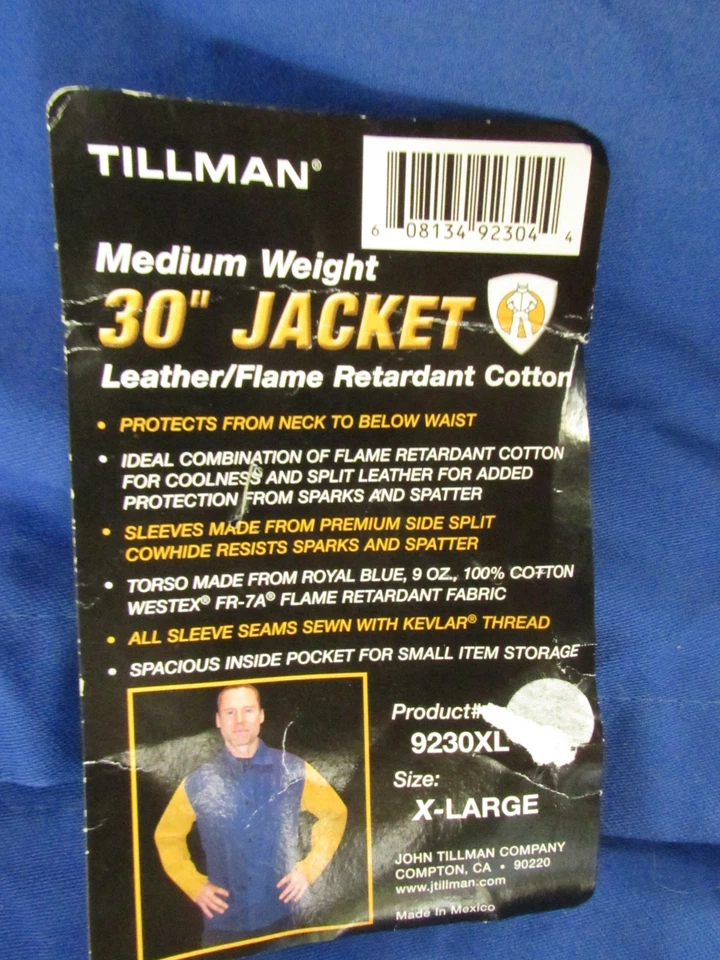 TILLMAN®
6 08134 92304 4
Medium Weight
30" JACKET
Leather/Flame Retardant Cotton
• PROTECTS FROM NECK TO BELOW WAIST
• IDEAL COMBINATION OF FLAME RETARDANT COTTON
FOR COOLNESS AND SPLIT LEATHER FOR ADDED
PROTECTION FROM SPARKS AND SPATTER
• SLEEVES MADE FROM PREMIUM SIDE SPLIT
COWHIDE RESISTS SPARKS AND SPATTER
• TORSO MADE FROM ROYAL BLUE, 9 OZ., 100% COTTON
WESTEX® FR-7A® FLAME RETARDANT FABRIC
• ALL SLEEVE SEAMS SEWN WITH KEVLAR® THREAD
• SPACIOUS INSIDE POCKET FOR SMALL ITEM STORAGE
Product#
9230XL
Size:
X-LARGE
JOHN TILLMAN COMPANY
COMPTON, CA • 90220
www.jtillman.com
Made In Mexico